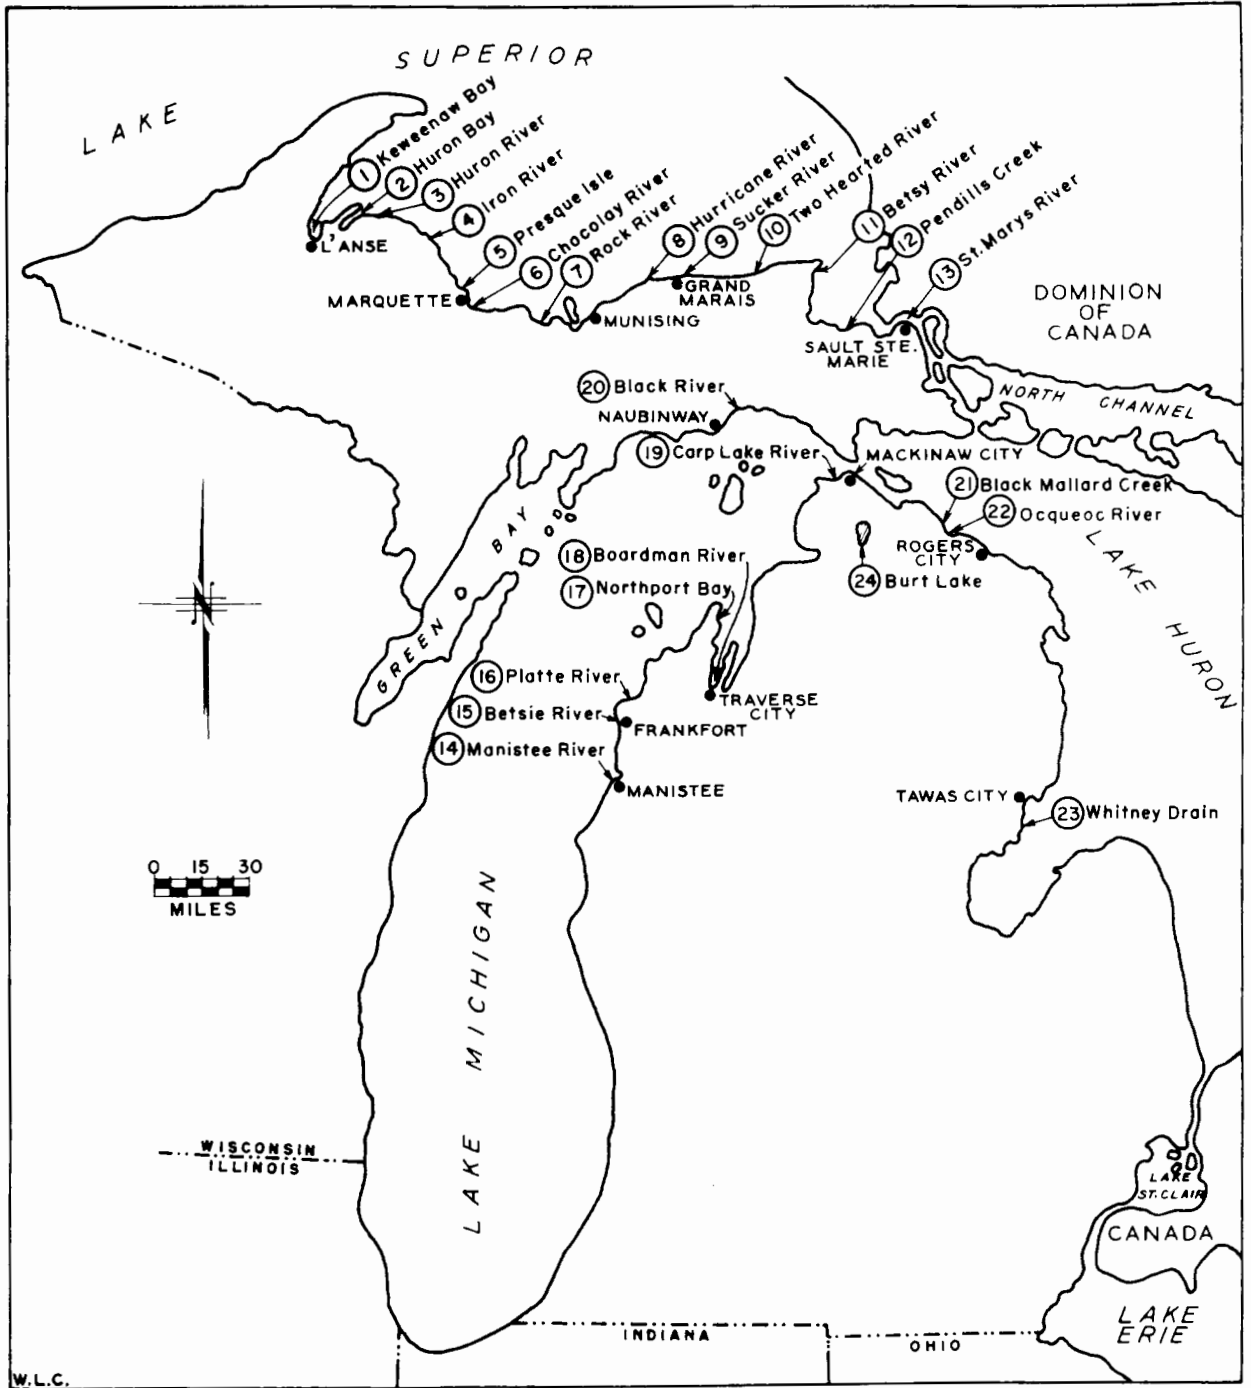 LAKE SUPERIOR
1 Keweenaw Bay
2 Huron Bay
3 Huron River
4 Iron River
5 Presque Isle
6 Chocolay River
7 Rock River
8 Hurricane River
9 Sucker River
10 Two Hearted River
11 Betsy River
12 Pendills Creek
13 St. Marys River
L'ANSE
MARQUETTE
MUNISING
GRAND
MARAIS
SAULT STE.
MARIE
DOMINION
OF
CANADA
NORTH CHANNEL
20 Black River
NAUBINWAY
19 Carp Lake River
MACKINAW CITY
21 Black Mallard Creek
22 Ocqueoc River
ROGERS
CITY
24 Burt Lake
LAKE HURON
GREEN BAY
18 Boardman River
17 Northport Bay
16 Platte River
15 Betsie River
14 Manistee River
TRAVERSE
CITY
FRANKFORT
MANISTEE
TAWAS CITY
23 Whitney Drain
N
0 15 30
MILES
LAKE MICHIGAN
WISCONSIN
ILLINOIS
LAKE
ST. CLAIR
CANADA
LAKE
ERIE
INDIANA
OHIO
W.L.C.